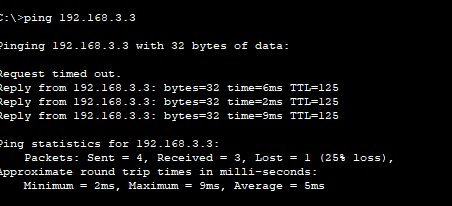 C:\>ping 192.168.3.3
Pinging 192.168.3.3 with 32 bytes of data:
Request timed out.
Reply from 192.168.3.3: bytes=32 time=6ms TTL=125
Reply from 192.168.3.3: bytes=32 time=2ms TTL=125
Reply from 192.168.3.3: bytes=32 time=9ms TTL=125
Ping statistics for 192.168.3.3:
Packets: Sent = 4, Received = 3, Lost = 1 (25% loss),
Approximate round trip times in milli-seconds:
Minimum = 2ms, Maximum = 9ms, Average = 5ms